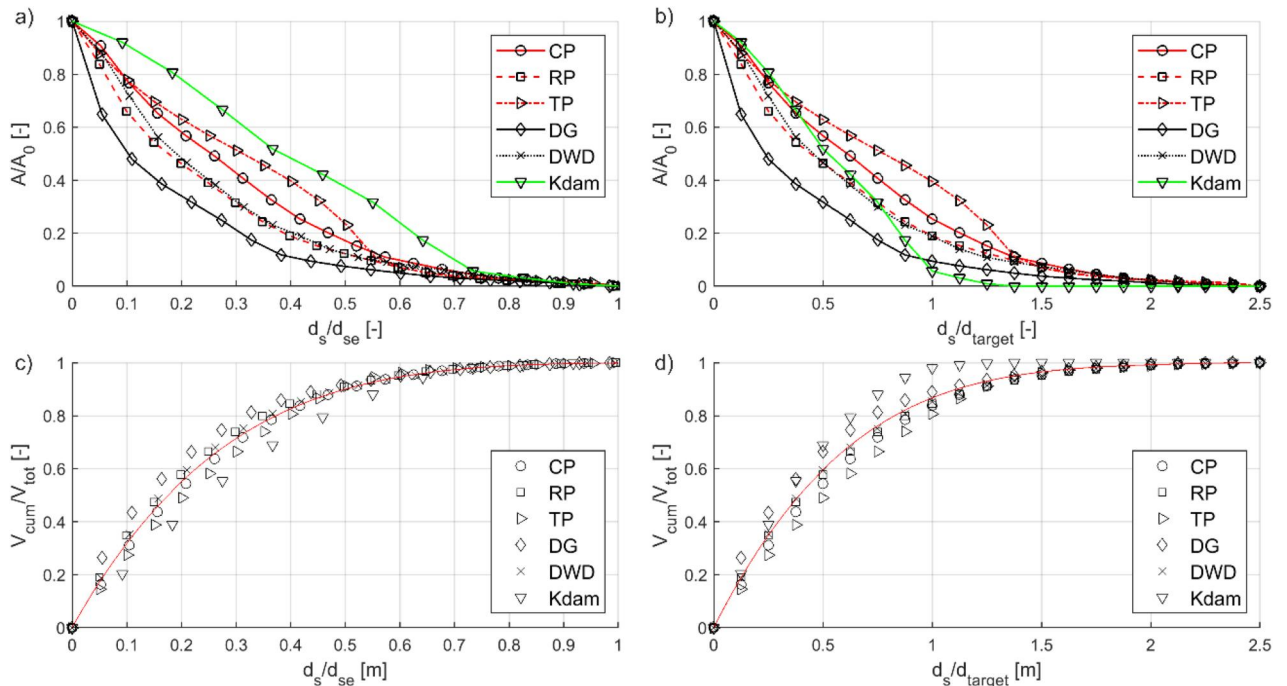 a)
A/A0 [-]
1
0.8
0.6
0.4
0.2
0
0 0.1 0.2 0.3 0.4 0.5 0.6 0.7 0.8 0.9 1
ds/dse [-]
CP
RP
TP
DG
DWD
Kdam
b)
A/A0 [-]
1
0.8
0.6
0.4
0.2
0
0 0.5 1 1.5 2 2.5
ds/dtarget [-]
CP
RP
TP
DG
DWD
Kdam
c)
Vcum/Vtot [-]
1
0.8
0.6
0.4
0.2
0
0 0.1 0.2 0.3 0.4 0.5 0.6 0.7 0.8 0.9 1
ds/dse [m]
CP
RP
TP
DG
DWD
Kdam
d)
Vcum/Vtot [-]
1
0.8
0.6
0.4
0.2
0
0 0.5 1 1.5 2 2.5
ds/dtarget [m]
CP
RP
TP
DG
DWD
Kdam